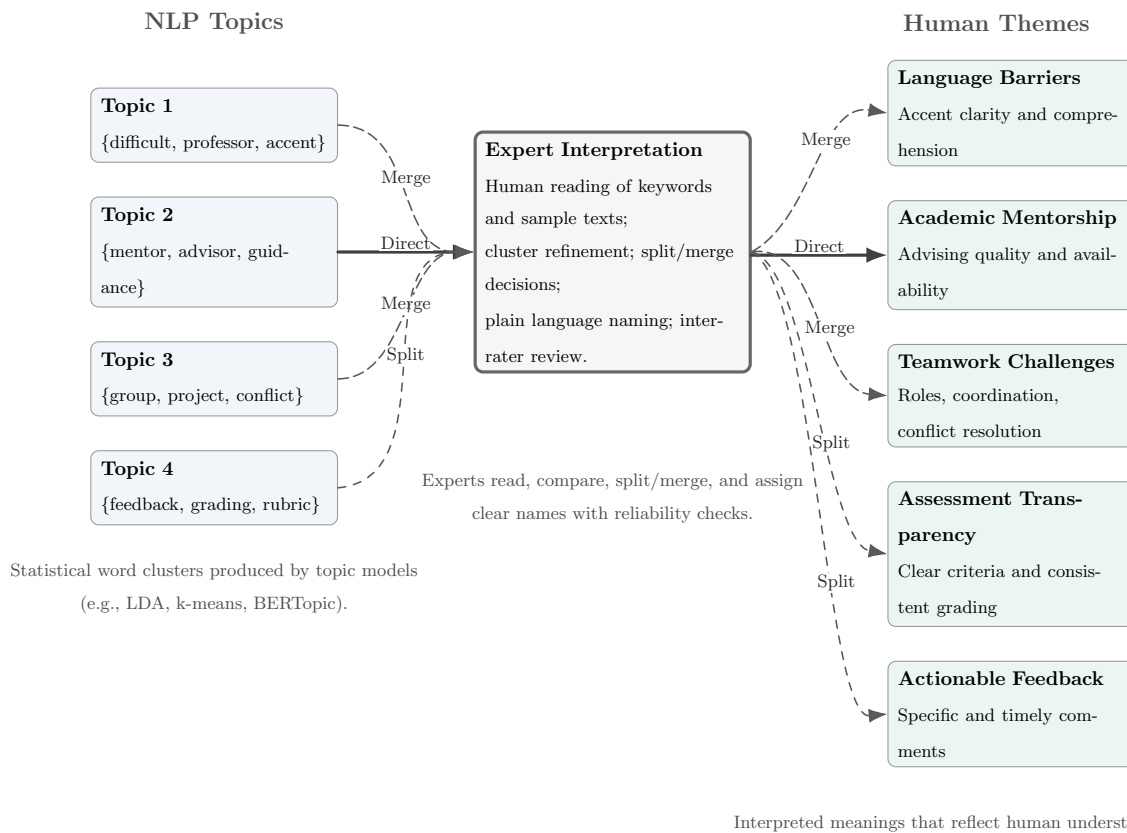 NLP Topics
Topic 1
{difficult, professor, accent}
Topic 2
{mentor, advisor, guid-
ance}
Topic 3
{group, project, conflict}
Topic 4
{feedback, grading, rubric}
Statistical word clusters produced by topic models
(e.g., LDA, k-means, BERTopic).
Merge
Direct
Merge
Split
Expert Interpretation
Human reading of keywords
and sample texts;
cluster refinement; split/merge
decisions;
plain language naming; inter-
rater review.
Experts read, compare, split/merge, and assign
clear names with reliability checks.
Merge
Direct
Merge
Split
Split
Human Themes
Language Barriers
Accent clarity and compre-
hension
Academic Mentorship
Advising quality and avail-
ability
Teamwork Challenges
Roles, coordination,
conflict resolution
Assessment Trans-
parency
Clear criteria and consis-
tent grading
Actionable Feedback
Specific and timely com-
ments
Interpreted meanings that reflect human